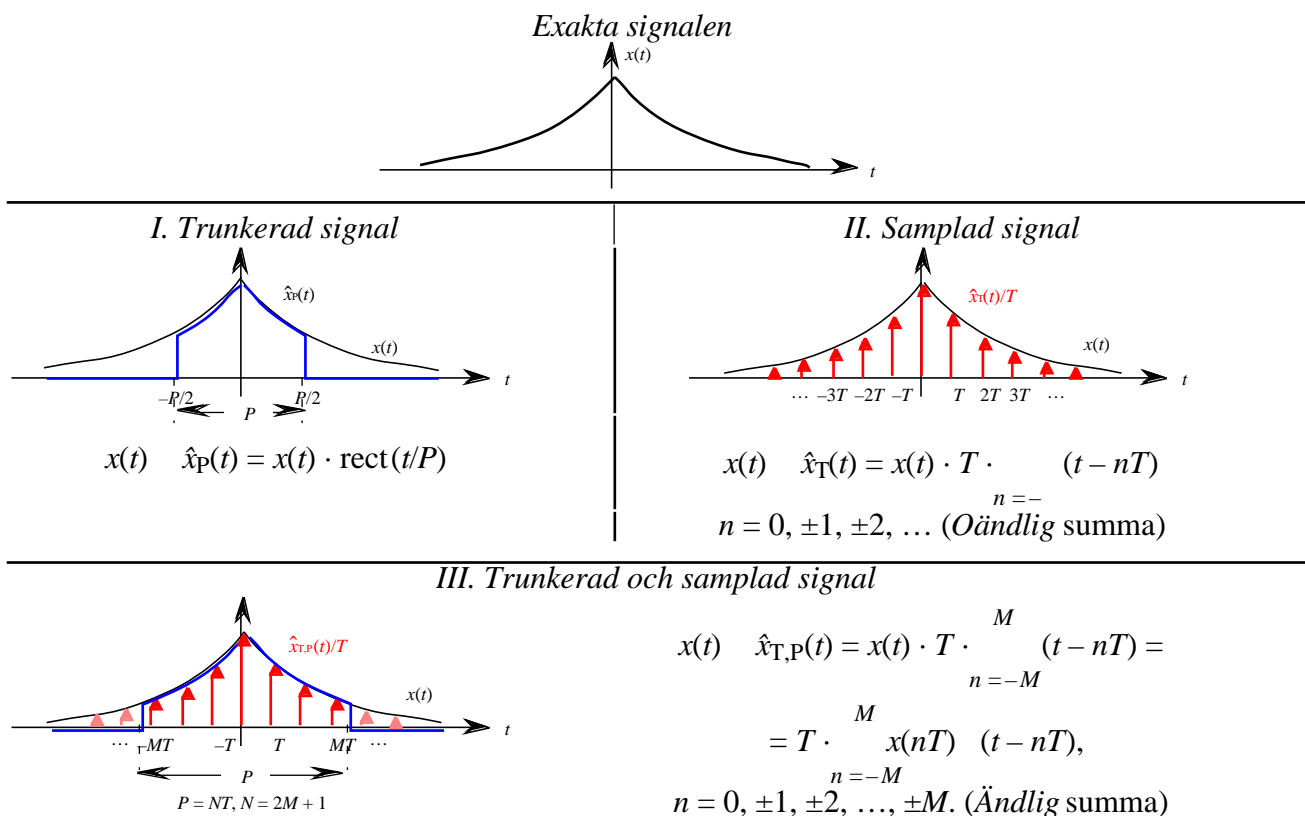 Exakta signalen
x(t)
t
I. Trunkerad signal
x̂P(t)
x(t)
t
–P/2 P/2
P
x(t) x̂P(t) = x(t) · rect(t/P)
II. Samplad signal
x̂T(t)/T
x(t)
t
… –3T –2T –T T 2T 3T …
x(t) x̂T(t) = x(t) · T · (t – nT)
n = –
n = 0, ±1, ±2, … (Oändlig summa)
III. Trunkerad och samplad signal
x̂T,P(t)/T
x(t)
t
… –MT –T T MT …
P
P = NT, N = 2M + 1
M
x(t) x̂T,P(t) = x(t) · T · (t – nT) =
n = –M
M
= T · x(nT) (t – nT),
n = –M
n = 0, ±1, ±2, …, ±M. (Ändlig summa)